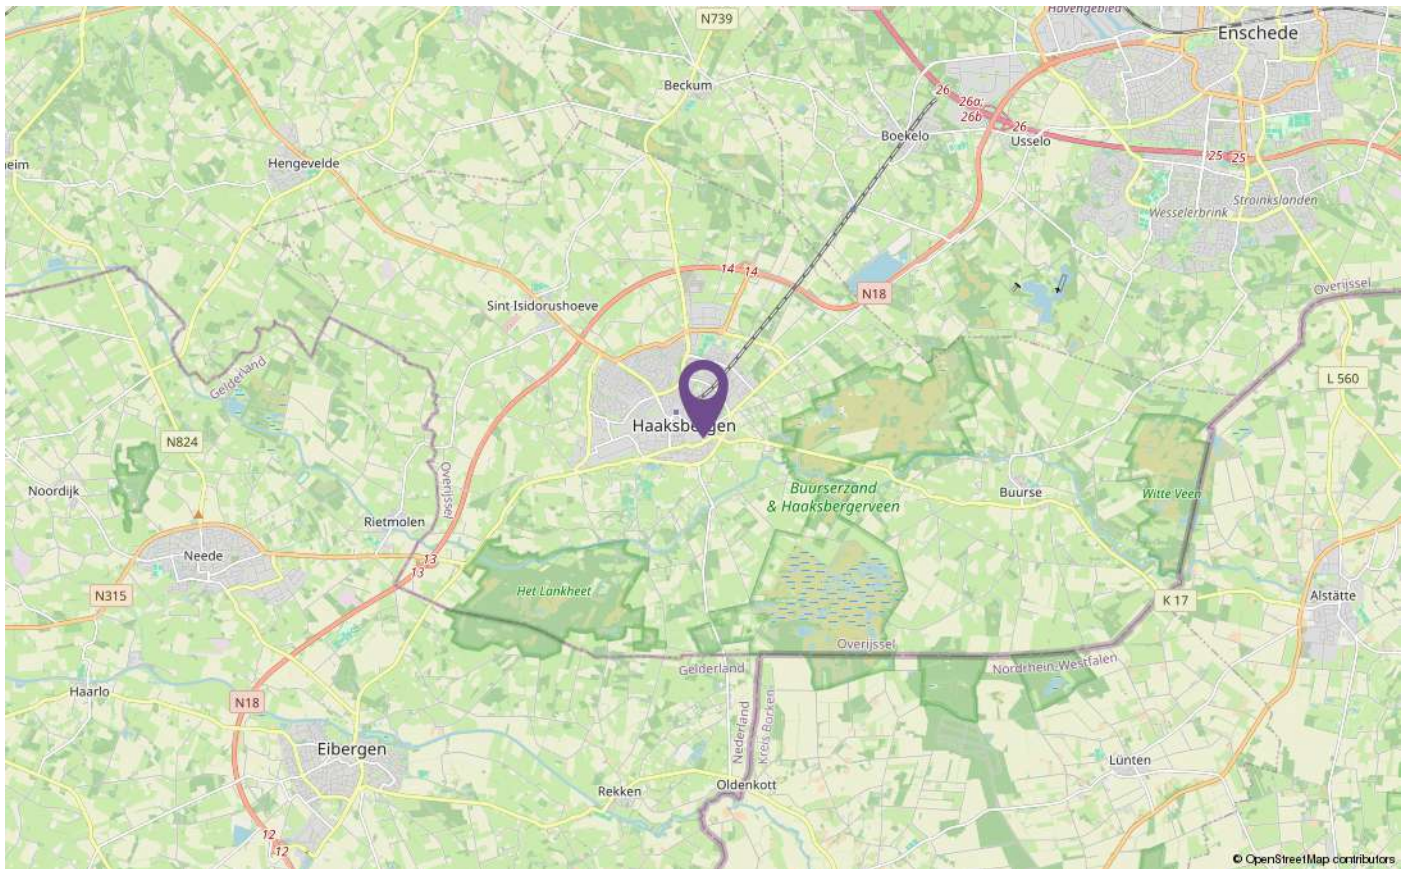 Havengebied
N739
Enschede
Beckum
26
26a;
26b
26
Boekelo
Usselo
25
25
Hengevelde
heim
Stroinkslanden
Wesselerbrink
14
14
Overijssel
N18
Sint Isidorushoeve
Gelderland
L 560
Haaksbergen
N824
Overijssel
Noordijk
Buurserzand
& Haaksbergerveen
Buurse
Witte Veen
Rietmolen
Neede
13
13
Het Lankheet
N315
K 17
Alstätte
Overijssel
Gelderland
Nordrhein-Westfalen
Haarlo
N18
Nederland
Kreis Borken
Eibergen
Lünten
Rekken
Oldenkott
12
12
© OpenStreetMap contributors